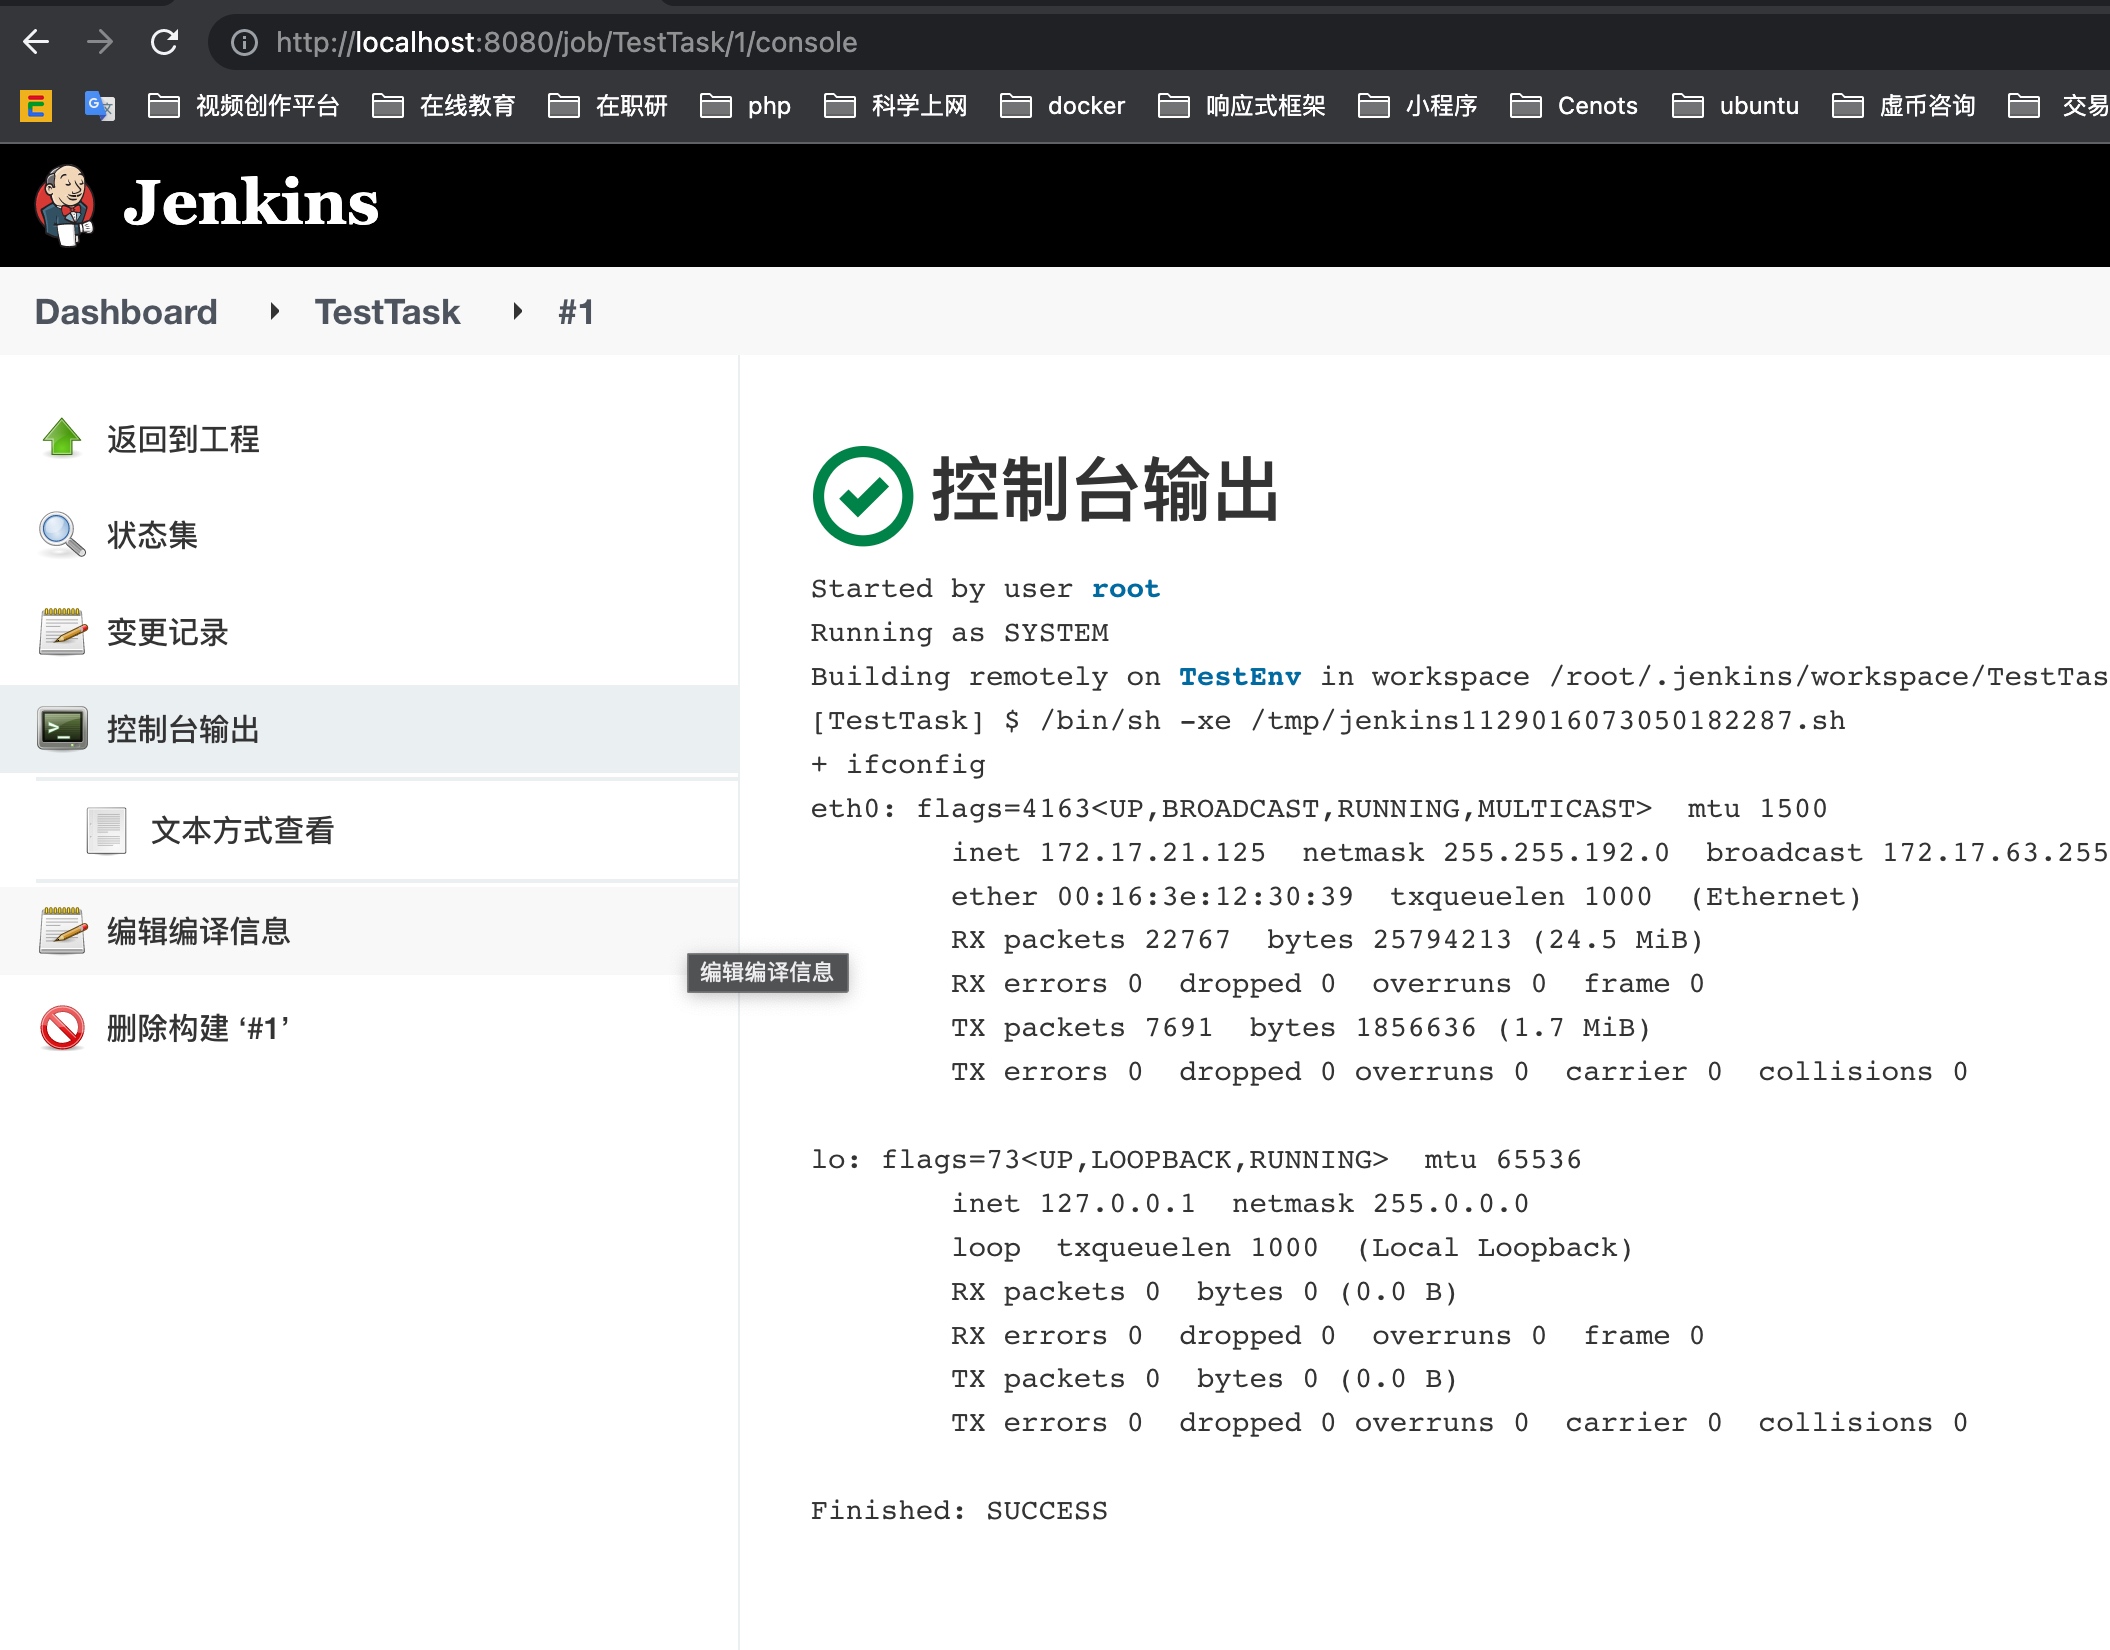 http://localhost:8080/job/TestTask/1/console
视频创作平台 在线教育 在职研 php 科学上网 docker 响应式框架 小程序 Cenots ubuntu 虚币咨询 交易
Jenkins
Dashboard TestTask #1
返回到工程
状态集
变更记录
控制台输出
文本方式查看
编辑编译信息
编辑编译信息
删除构建 ‘#1’
控制台输出
Started by user root
Running as SYSTEM
Building remotely on TestEnv in workspace /root/.jenkins/workspace/TestTas
[TestTask] $ /bin/sh -xe /tmp/jenkins1129016073050182287.sh
+ ifconfig
eth0: flags=4163<UP,BROADCAST,RUNNING,MULTICAST>  mtu 1500
        inet 172.17.21.125  netmask 255.255.192.0  broadcast 172.17.63.255
        ether 00:16:3e:12:30:39  txqueuelen 1000  (Ethernet)
        RX packets 22767  bytes 25794213 (24.5 MiB)
        RX errors 0  dropped 0  overruns 0  frame 0
        TX packets 7691  bytes 1856636 (1.7 MiB)
        TX errors 0  dropped 0 overruns 0  carrier 0  collisions 0
lo: flags=73<UP,LOOPBACK,RUNNING>  mtu 65536
        inet 127.0.0.1  netmask 255.0.0.0
        loop  txqueuelen 1000  (Local Loopback)
        RX packets 0  bytes 0 (0.0 B)
        RX errors 0  dropped 0  overruns 0  frame 0
        TX packets 0  bytes 0 (0.0 B)
        TX errors 0  dropped 0 overruns 0  carrier 0  collisions 0
Finished: SUCCESS